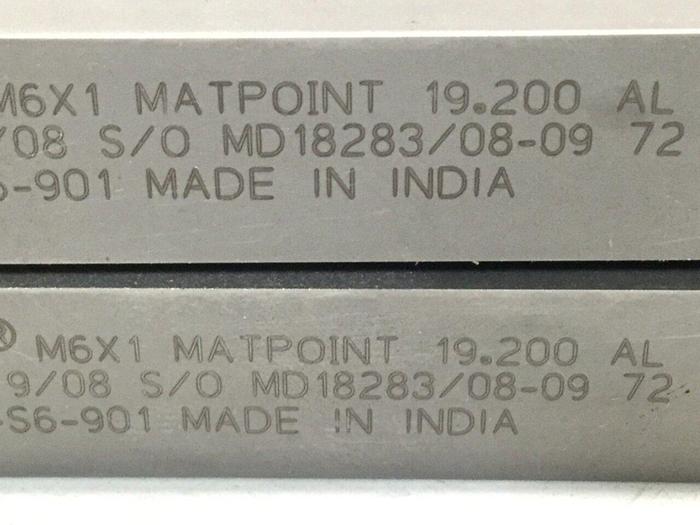 M6X1 MATPOINT 19.200 AL
/08 S/O MD18283/08-09 72
6-901 MADE IN INDIA
® M6X1 MATPOINT 19.200 AL
9/08 S/O MD18283/08-09 72
-S6-901 MADE IN INDIA